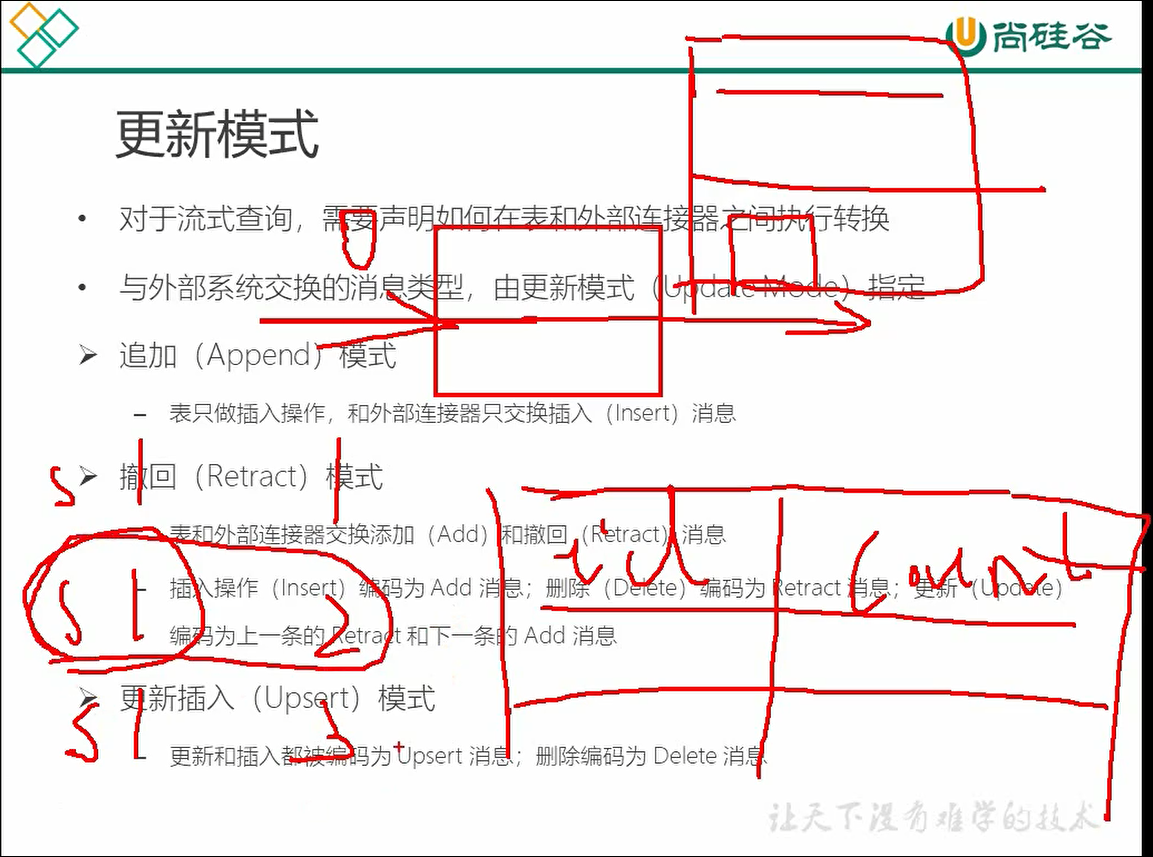 尚硅谷
更新模式
• 对于流式查询，需要声明如何在表和外部连接器之间执行转换
• 与外部系统交换的消息类型，由更新模式（Update Mode）指定
➢ 追加（Append）模式
– 表只做插入操作，和外部连接器只交换插入（Insert）消息
s 1 1
➢ 撤回（Retract）模式
– 表和外部连接器交换添加（Add）和撤回（Retract）消息
id count
– 插入操作（Insert）编码为 Add 消息；删除（Delete）编码为 Retract 消息；更新（Update）
s1 2
编码为上一条的 Retract 和下一条的 Add 消息
➢ 更新插入（Upsert）模式
s1 3
– 更新和插入都被编码为 Upsert 消息；删除编码为 Delete 消息
让天下没有难学的技术